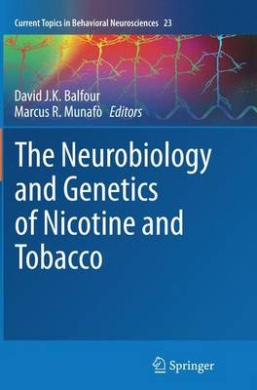 Current Topics in Behavioral Neurosciences 23
David J.K. Balfour
Marcus R. Munafò Editors
The Neurobiology
and Genetics
of Nicotine and
Tobacco
Springer